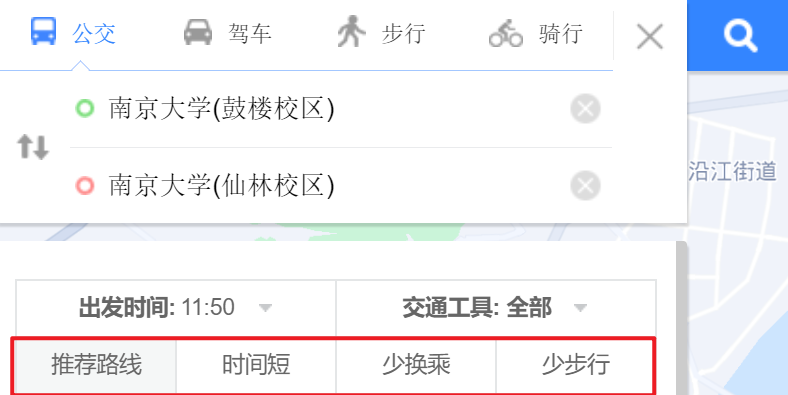 公交 驾车 步行 骑行
南京大学(鼓楼校区)
南京大学(仙林校区)
沿江街道
出发时间: 11:50 交通工具: 全部
推荐路线 时间短 少换乘 少步行